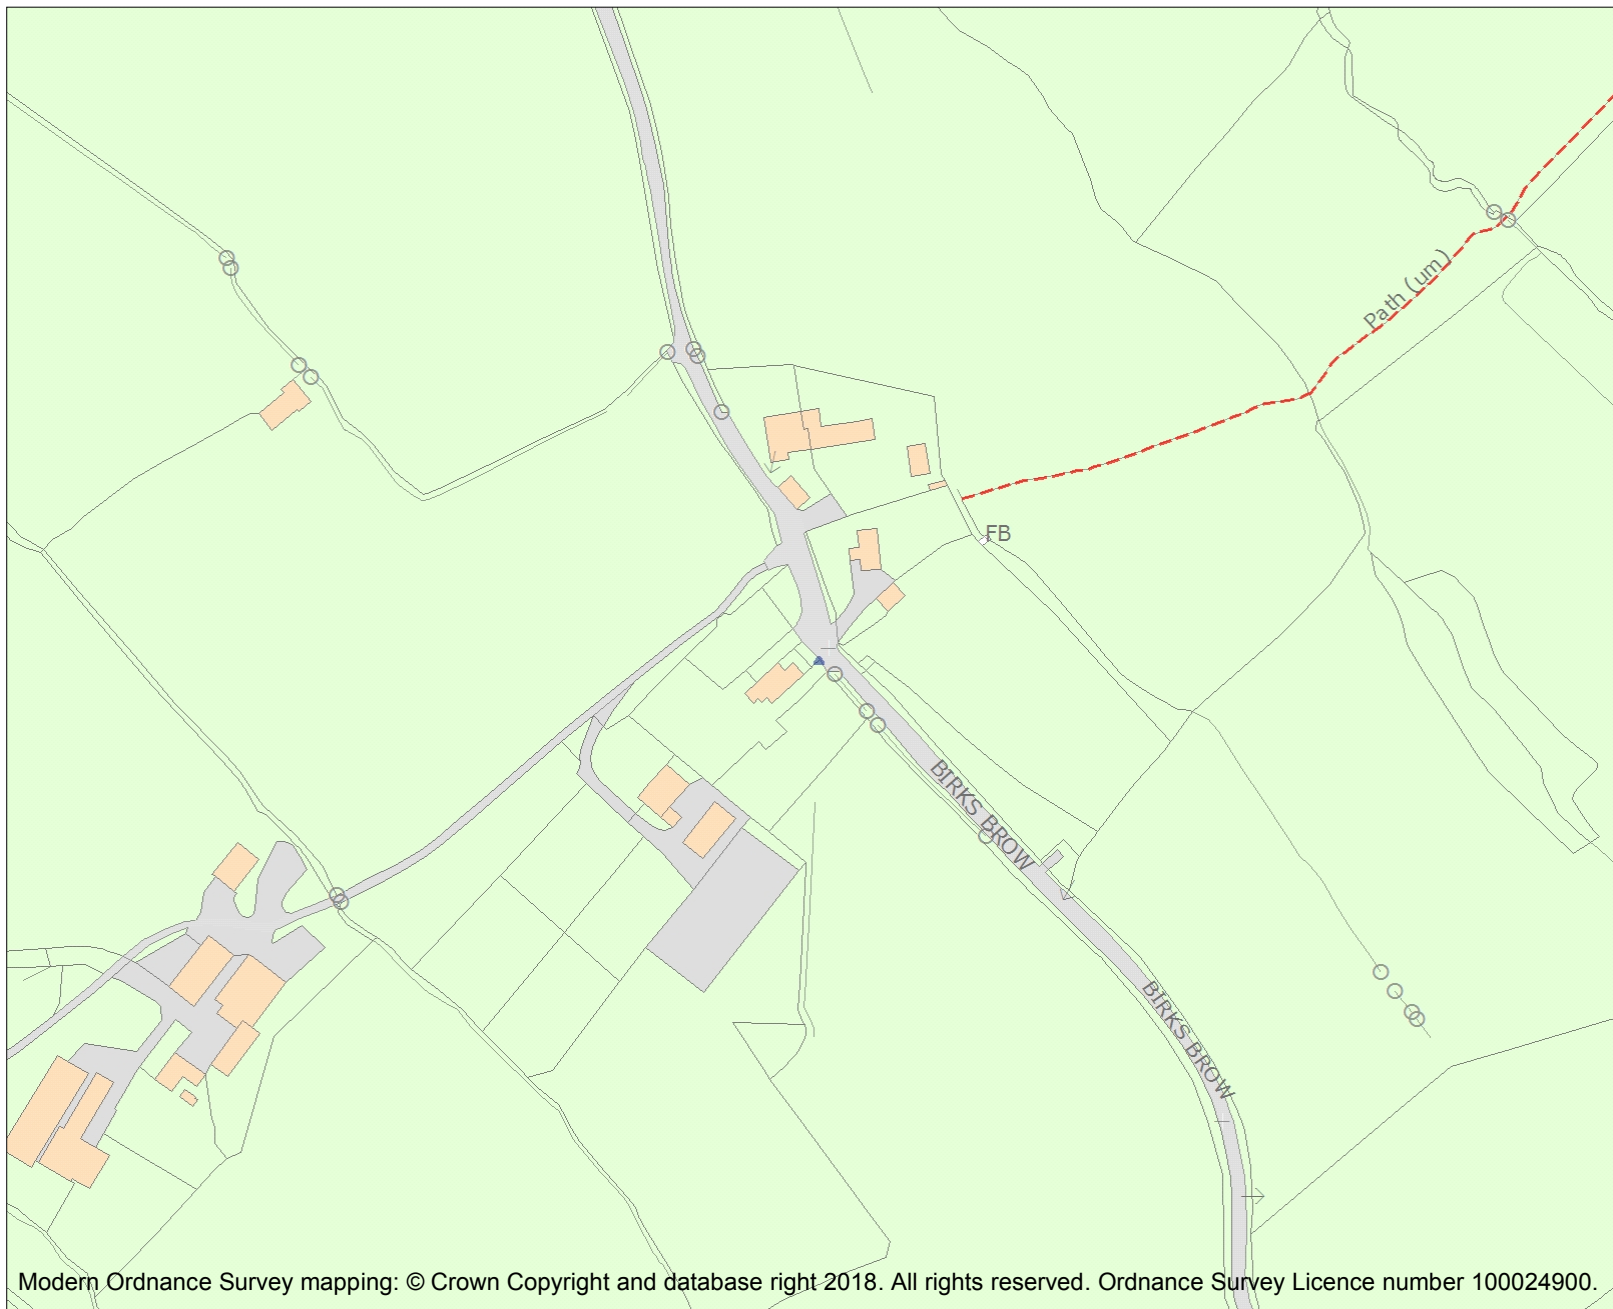 Path (um)
FB
BIRKS BROW
BIRKS BROW
Modern Ordnance Survey mapping: © Crown Copyright and database right 2018. All rights reserved. Ordnance Survey Licence number 100024900.